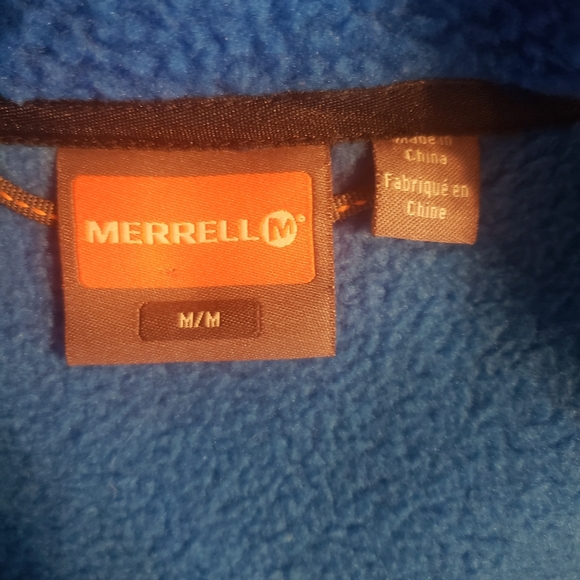 MERRELL M®
M/M
Made in
China
Fabriqué en
Chine